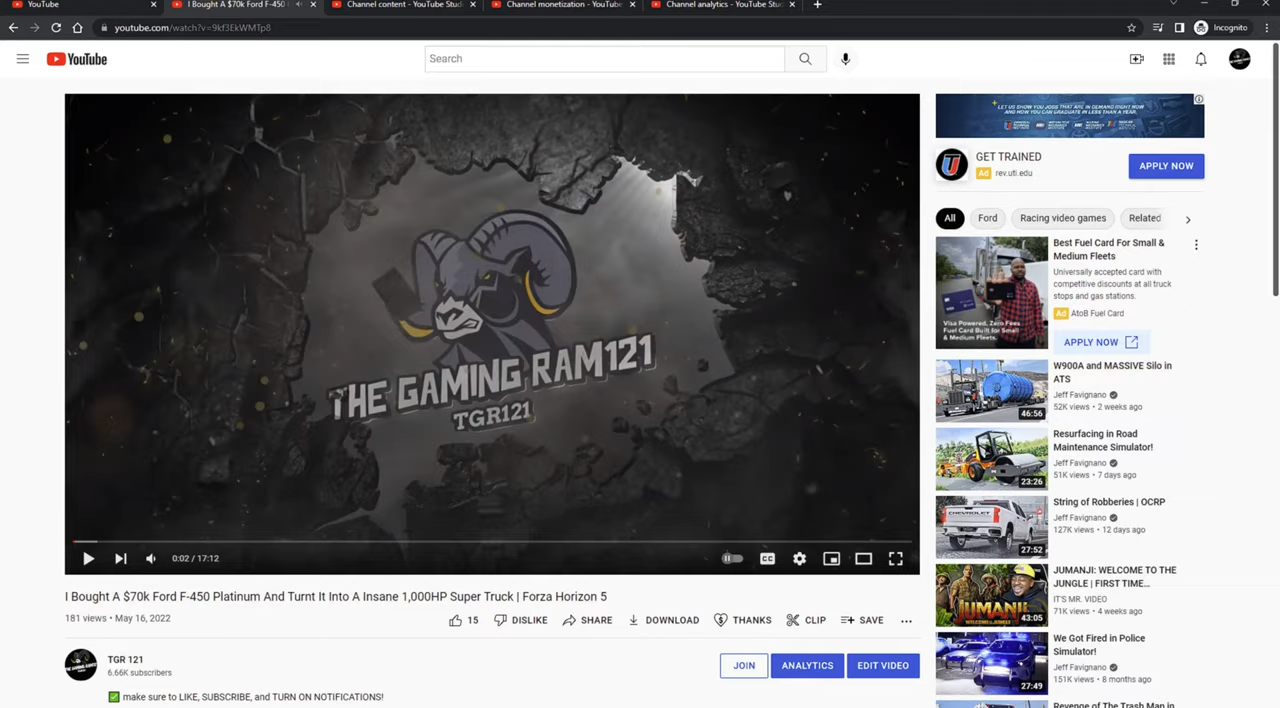 YouTube
I Bought A $70k Ford F-450
Channel content - YouTube Studi
Channel monetization - YouTube
Channel analytics - YouTube Stud
youtube.com/watch?v=9kf3EkWMTp8
Incognito
YouTube
Search
THE GAMING RAM121
TGR121
0:02 / 17:12
CC
I Bought A $70k Ford F-450 Platinum And Turnt It Into A Insane 1,000HP Super Truck | Forza Horizon 5
181 views • May 16, 2022
15
DISLIKE
SHARE
DOWNLOAD
THANKS
CLIP
SAVE
TGR 121
6.66K subscribers
JOIN
ANALYTICS
EDIT VIDEO
✅ make sure to LIKE, SUBSCRIBE, and TURN ON NOTIFICATIONS!
LET US SHOW YOU JOBS THAT ARE IN DEMAND RIGHT NOW
AND HOW YOU CAN GRADUATE IN LESS THAN A YEAR.
GET TRAINED
Ad rev.uti.edu
APPLY NOW
All
Ford
Racing video games
Related
Best Fuel Card For Small &
Medium Fleets
Universally accepted card with
competitive discounts at all truck
stops and gas stations.
Ad AtoB Fuel Card
APPLY NOW
Visa Powered, Zero Fees
Fuel Card Built for Small
& Medium Fleets.
W900A and MASSIVE Silo in
ATS
Jeff Favignano
52K views • 2 weeks ago
46:56
Resurfacing in Road
Maintenance Simulator!
Jeff Favignano
51K views • 7 days ago
23:26
String of Robberies | OCRP
Jeff Favignano
127K views • 12 days ago
CHEVROLET
27:52
JUMANJI: WELCOME TO THE
JUNGLE | FIRST TIME...
IT'S MR. VIDEO
71K views • 4 weeks ago
JUMANJI
43:05
We Got Fired in Police
Simulator!
Jeff Favignano
151K views • 8 months ago
27:49
Revenge of The Trash Man in